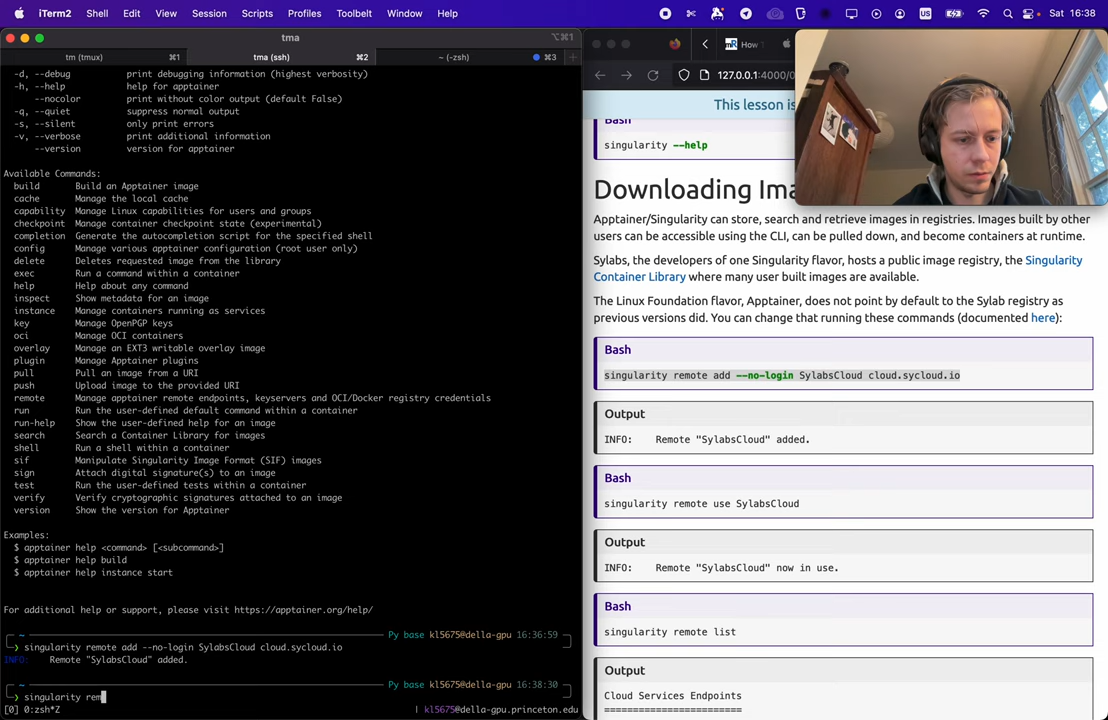 iTerm2 Shell Edit View Session Scripts Profiles Toolbelt Window Help US Sat 16:38
tma ⌥⌘1
tm (tmux) ⌘1 tma (ssh) ⌘2 ~ (-zsh) ⌘3
-d, --debug print debugging information (highest verbosity)
-h, --help help for apptainer
--nocolor print without color output (default False)
-q, --quiet suppress normal output
-s, --silent only print errors
-v, --verbose print additional information
--version version for apptainer
Available Commands:
build Build an Apptainer image
cache Manage the local cache
capability Manage Linux capabilities for users and groups
checkpoint Manage container checkpoint state (experimental)
completion Generate the autocompletion script for the specified shell
config Manage various apptainer configuration (root user only)
delete Deletes requested image from the library
exec Run a command within a container
help Help about any command
inspect Show metadata for an image
instance Manage containers running as services
key Manage OpenPGP keys
oci Manage OCI containers
overlay Manage an EXT3 writable overlay image
plugin Manage Apptainer plugins
pull Pull an image from a URI
push Upload image to the provided URI
remote Manage apptainer remote endpoints, keyservers and OCI/Docker registry credentials
run Run the user-defined default command within a container
run-help Show the user-defined help for an image
search Search a Container Library for images
shell Run a shell within a container
sif Manipulate Singularity Image Format (SIF) images
sign Attach digital signature(s) to an image
test Run the user-defined tests within a container
verify Verify cryptographic signatures attached to an image
version Show the version for Apptainer
Examples:
$ apptainer help <command> [<subcommand>]
$ apptainer help build
$ apptainer help instance start
For additional help or support, please visit https://apptainer.org/help/
~ Py base kl5675@della-gpu 16:36:59
❯ singularity remote add --no-login SylabsCloud cloud.sycloud.io
INFO: Remote "SylabsCloud" added.
~ Py base kl5675@della-gpu 16:38:30
❯ singularity rem
[0] 0:zsh*Z | kl5675@della-gpu.princeton.edu
How
127.0.0.1:4000/0
This lesson is
Bash
singularity --help
Downloading Ima
Apptainer/Singularity can store, search and retrieve images in registries. Images built by other
users can be accessible using the CLI, can be pulled down, and become containers at runtime.
Sylabs, the developers of one Singularity flavor, hosts a public image registry, the Singularity
Container Library where many user built images are available.
The Linux Foundation flavor, Apptainer, does not point by default to the Sylab registry as
previous versions did. You can change that running these commands (documented here):
Bash
singularity remote add --no-login SylabsCloud cloud.sycloud.io
Output
INFO: Remote "SylabsCloud" added.
Bash
singularity remote use SylabsCloud
Output
INFO: Remote "SylabsCloud" now in use.
Bash
singularity remote list
Output
Cloud Services Endpoints
========================